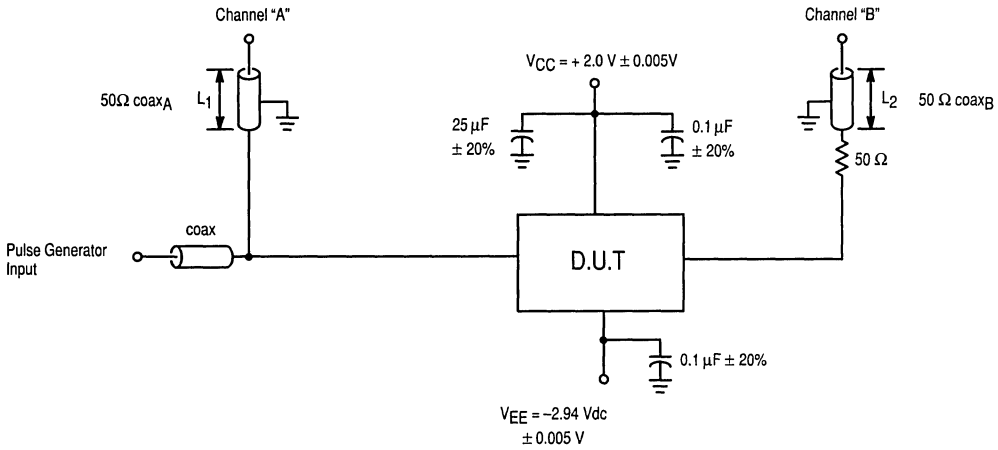 Channel "A"
Channel "B"
VCC = + 2.0 V ± 0.005V
50Ω coaxA
L1
25 µF
± 20%
0.1 µF
± 20%
L2
50 Ω coaxB
50 Ω
coax
Pulse Generator
Input
D.U.T
0.1 µF ± 20%
VEE = –2.94 Vdc
± 0.005 V